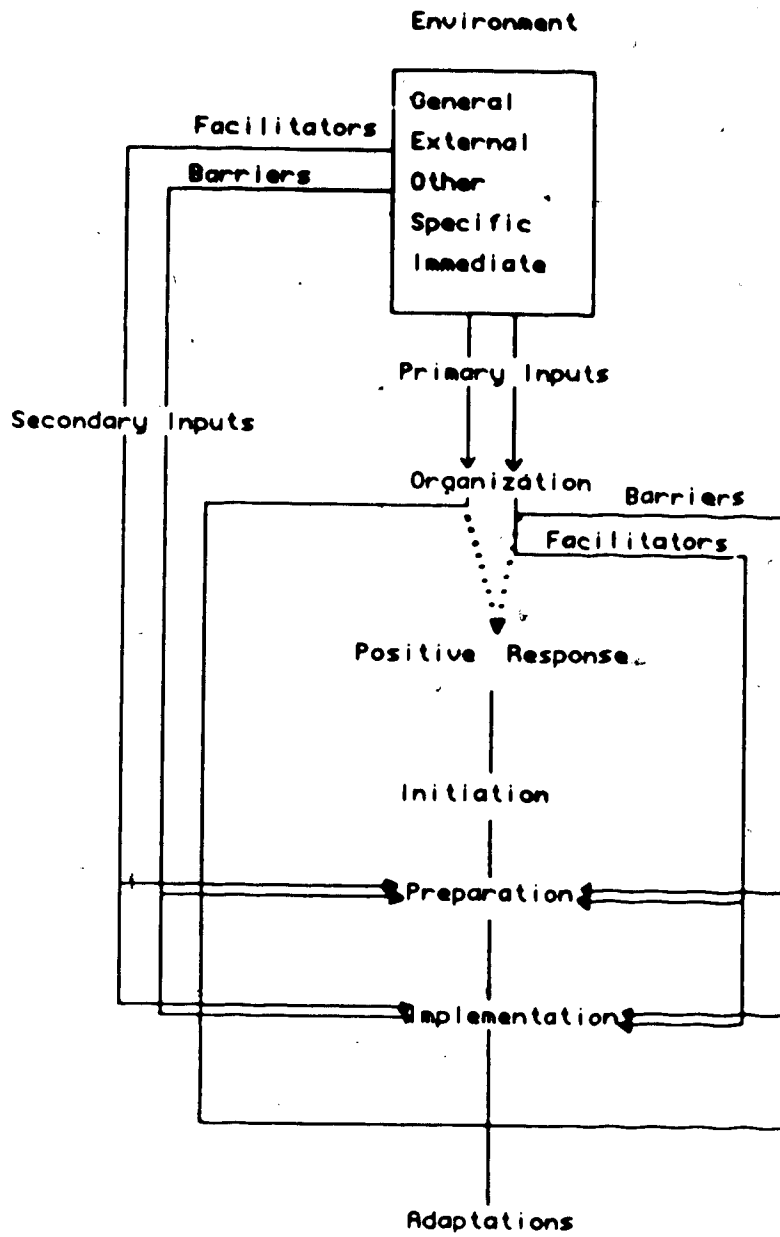 Environment
General
Facilitators
External
Barriers
Other
Specific
Immediate
Primary Inputs
Secondary Inputs
Organization
Barriers
Facilitators
Positive Response
Initiation
Preparation
Implementation
Adaptations